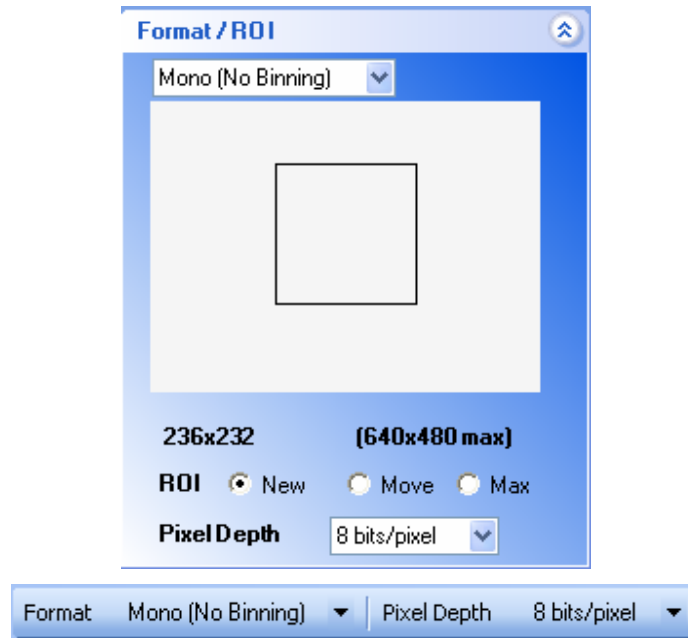 Format / ROI
Mono (No Binning)
236x232 (640x480 max)
ROI New Move Max
Pixel Depth 8 bits/pixel
Format Mono (No Binning) Pixel Depth 8 bits/pixel